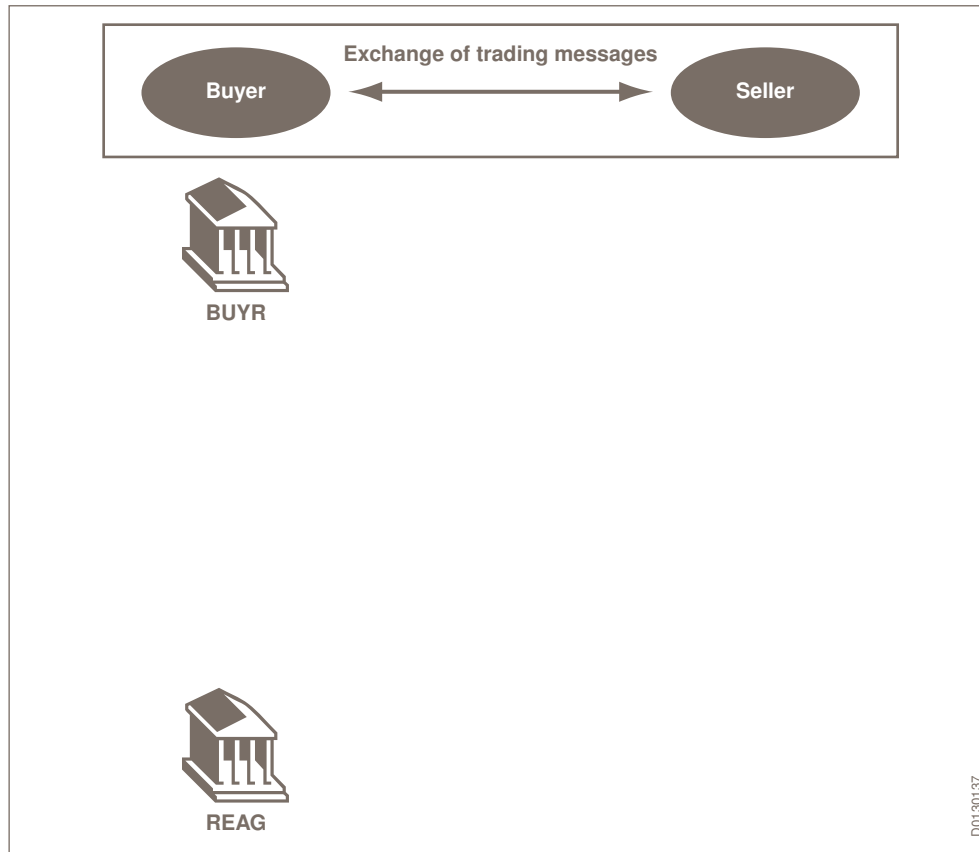 Exchange of trading messages
Buyer
Seller
BUYR
REAG
D0130137